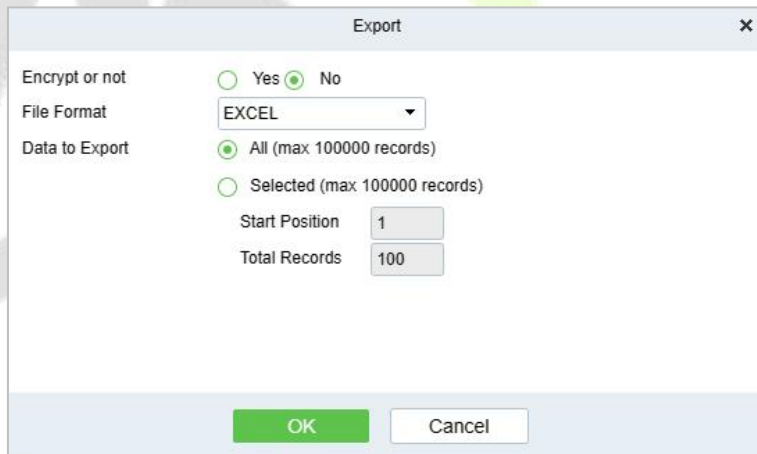 Export
Encrypt or not Yes No
File Format EXCEL
Data to Export All (max 100000 records)
Selected (max 100000 records)
Start Position 1
Total Records 100
OK Cancel